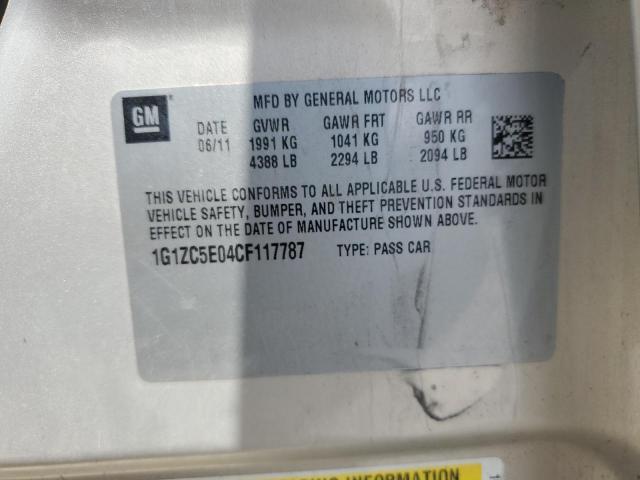 GM
MFD BY GENERAL MOTORS LLC
DATE GVWR GAWR FRT GAWR RR
06/11 1991 KG 1041 KG 950 KG
4388 LB 2294 LB 2094 LB
THIS VEHICLE CONFORMS TO ALL APPLICABLE U.S. FEDERAL MOTOR
VEHICLE SAFETY, BUMPER, AND THEFT PREVENTION STANDARDS IN
EFFECT ON THE DATE OF MANUFACTURE SHOWN ABOVE.
1G1ZC5E04CF117787 TYPE: PASS CAR
INFORMATION